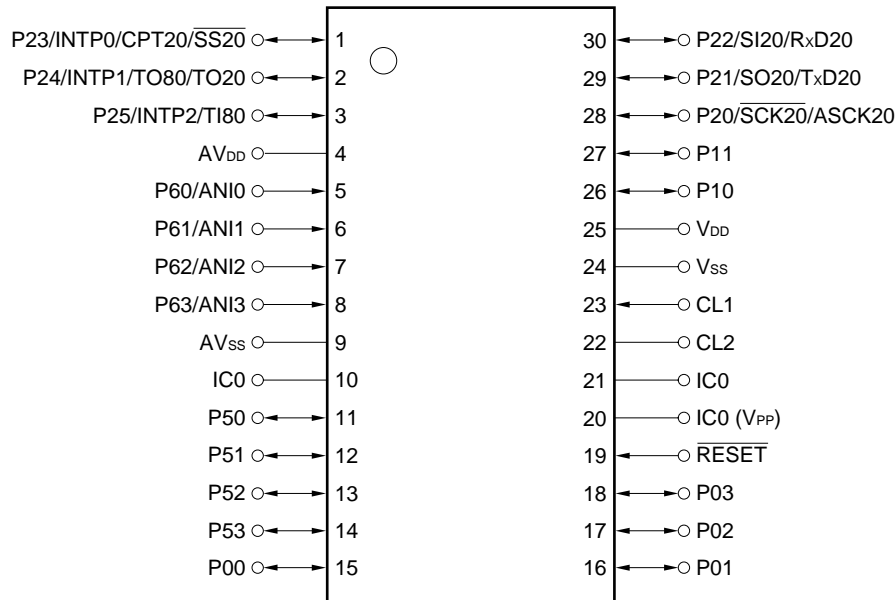 P23/INTP0/CPT20/SS20 1 30 P22/SI20/RxD20
P24/INTP1/TO80/TO20 2 29 P21/SO20/TxD20
P25/INTP2/TI80 3 28 P20/SCK20/ASCK20
AVDD 4 27 P11
P60/ANI0 5 26 P10
P61/ANI1 6 25 VDD
P62/ANI2 7 24 VSS
P63/ANI3 8 23 CL1
AVSS 9 22 CL2
IC0 10 21 IC0
P50 11 20 IC0 (VPP)
P51 12 19 RESET
P52 13 18 P03
P53 14 17 P02
P00 15 16 P01